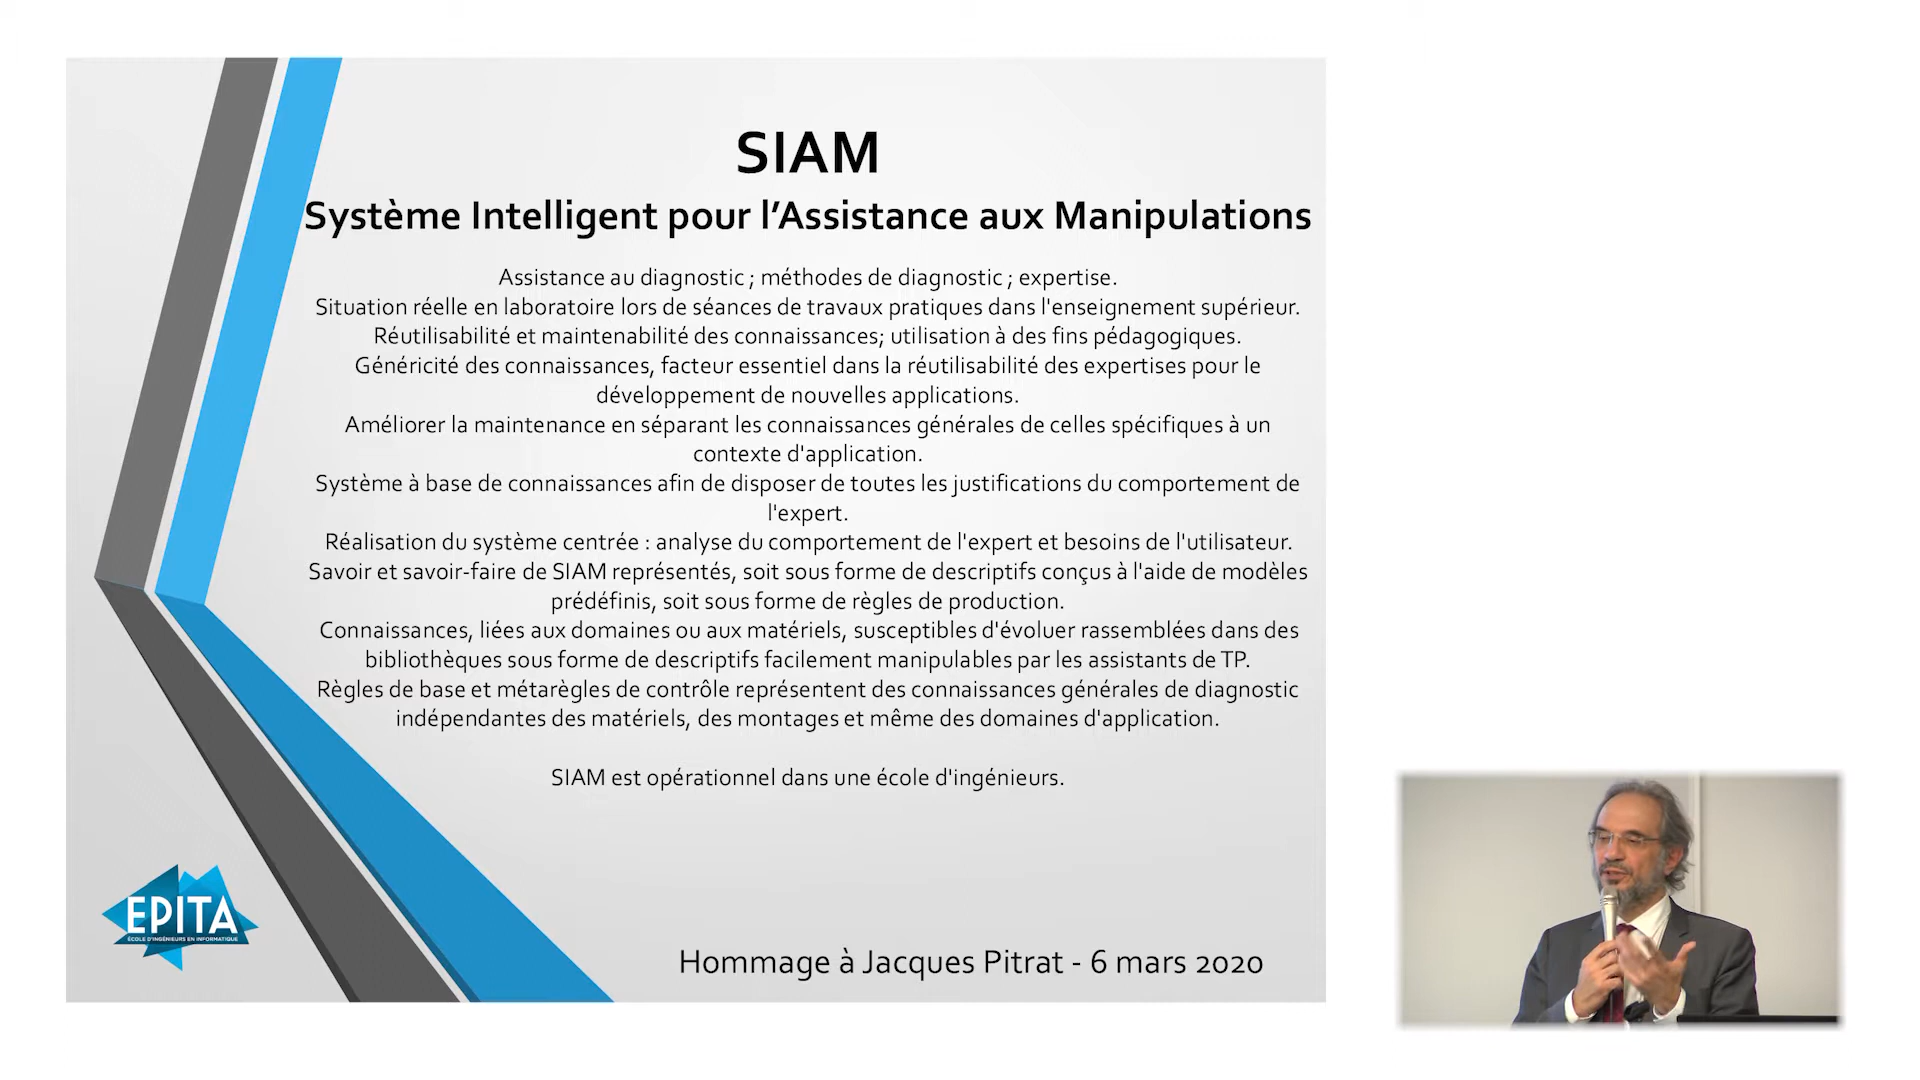 SIAM
Système Intelligent pour l’Assistance aux Manipulations
Assistance au diagnostic ; méthodes de diagnostic ; expertise.
Situation réelle en laboratoire lors de séances de travaux pratiques dans l'enseignement supérieur.
Réutilisabilité et maintenabilité des connaissances; utilisation à des fins pédagogiques.
Généricité des connaissances, facteur essentiel dans la réutilisabilité des expertises pour le
développement de nouvelles applications.
Améliorer la maintenance en séparant les connaissances générales de celles spécifiques à un
contexte d'application.
Système à base de connaissances afin de disposer de toutes les justifications du comportement de
l'expert.
Réalisation du système centrée : analyse du comportement de l'expert et besoins de l'utilisateur.
Savoir et savoir-faire de SIAM représentés, soit sous forme de descriptifs conçus à l'aide de modèles
prédéfinis, soit sous forme de règles de production.
Connaissances, liées aux domaines ou aux matériels, susceptibles d'évoluer rassemblées dans des
bibliothèques sous forme de descriptifs facilement manipulables par les assistants de TP.
Règles de base et métarègles de contrôle représentent des connaissances générales de diagnostic
indépendantes des matériels, des montages et même des domaines d'application.
SIAM est opérationnel dans une école d'ingénieurs.
EPITA
ÉCOLE D'INGÉNIEURS EN INFORMATIQUE
Hommage à Jacques Pitrat - 6 mars 2020